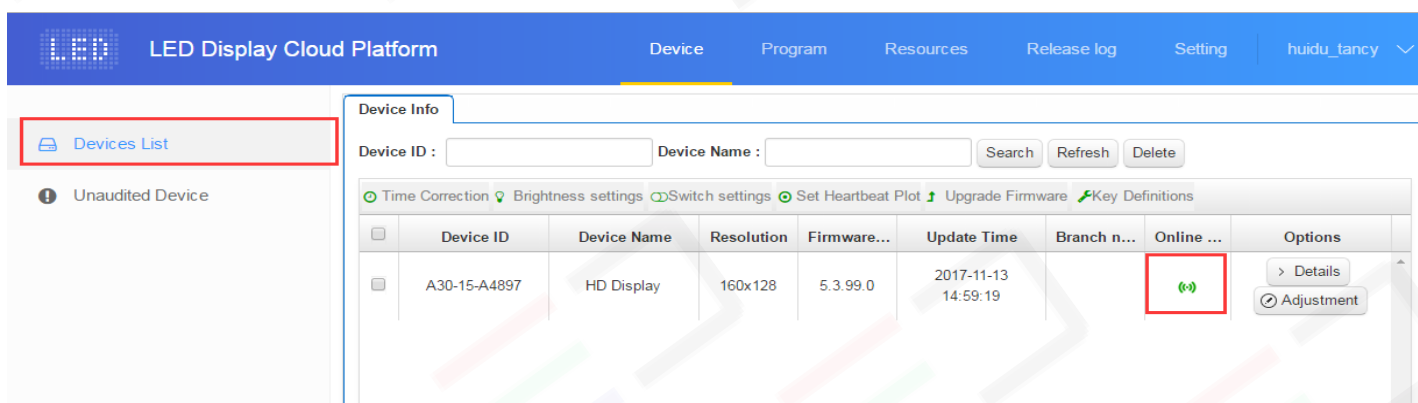 LED LED Display Cloud Platform Device Program Resources Release log Setting huidu_tancy
Device Info
Devices List
Device ID : Device Name : Search Refresh Delete
Unaudited Device
Time Correction Brightness settings Switch settings Set Heartbeat Plot Upgrade Firmware Key Definitions
Device ID Device Name Resolution Firmware... Update Time Branch n... Online ... Options
A30-15-A4897 HD Display 160x128 5.3.99.0 2017-11-13 14:59:19 > Details
Adjustment